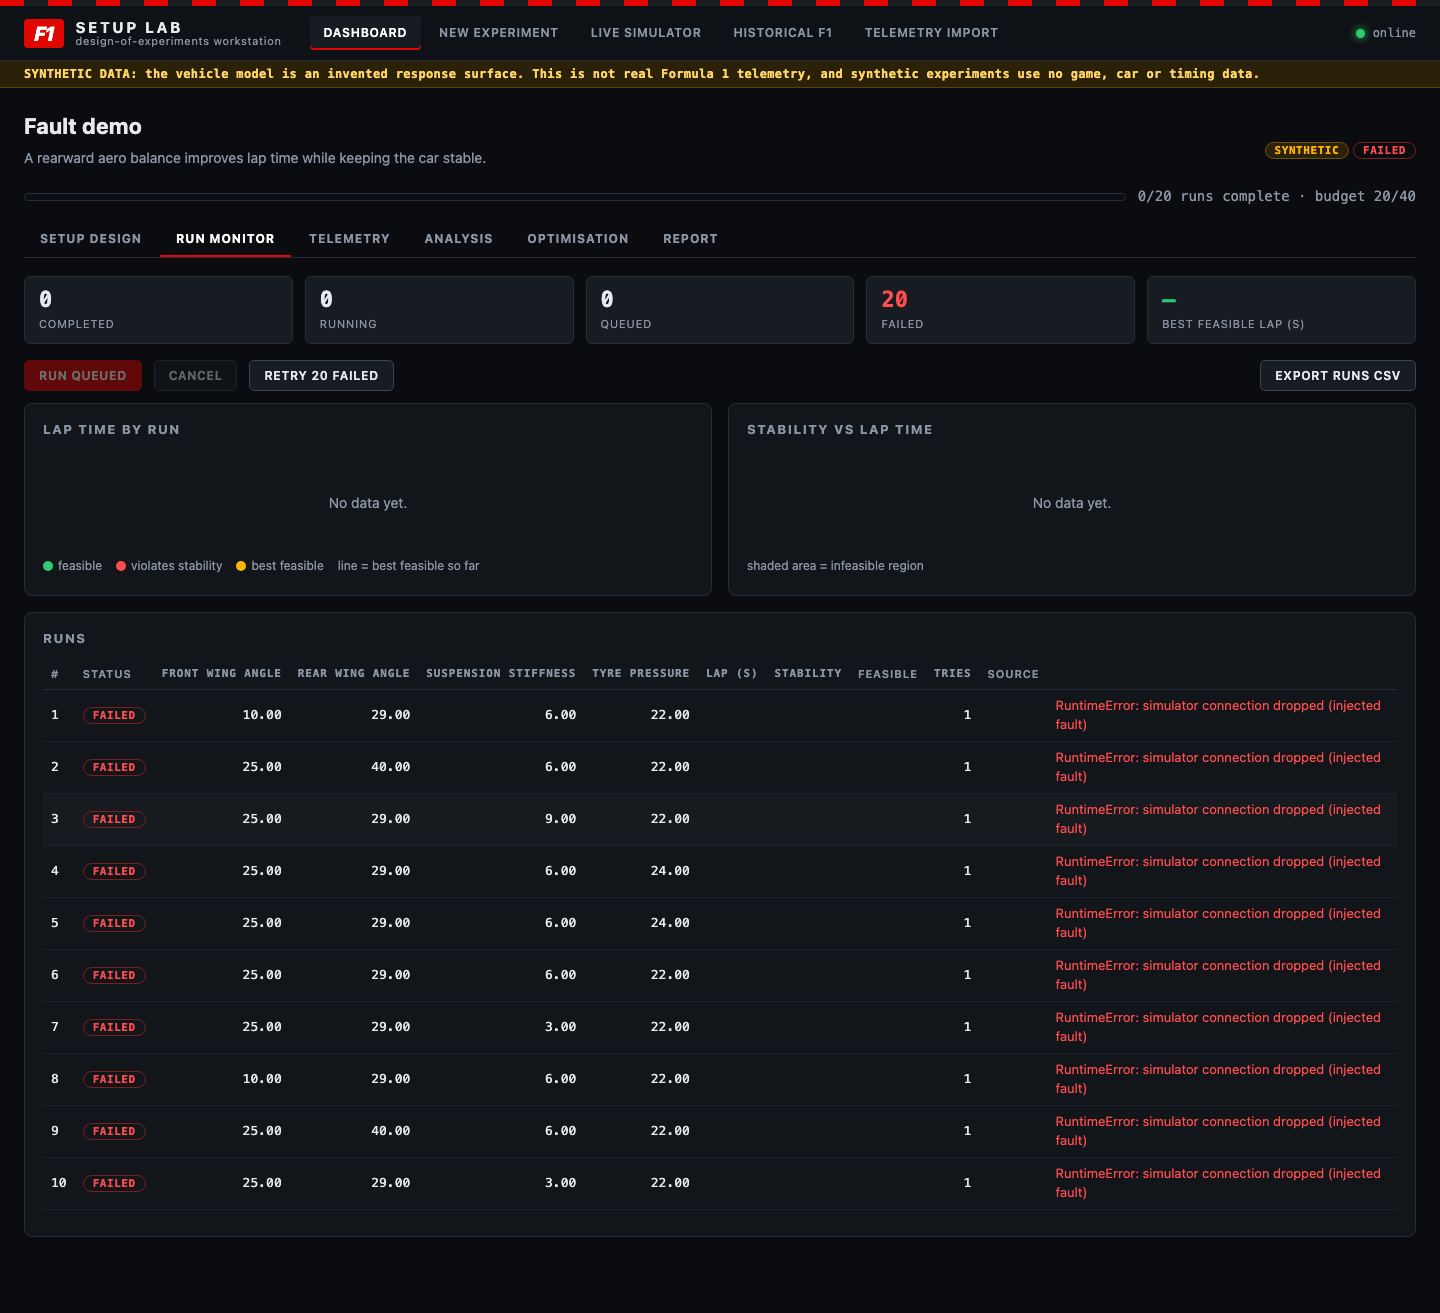 F1 SETUP LAB
design-of-experiments workstation
DASHBOARD NEW EXPERIMENT LIVE SIMULATOR HISTORICAL F1 TELEMETRY IMPORT online
SYNTHETIC DATA: the vehicle model is an invented response surface. This is not real Formula 1 telemetry, and synthetic experiments use no game, car or timing data.
Fault demo
A rearward aero balance improves lap time while keeping the car stable.
SYNTHETIC FAILED
0/20 runs complete · budget 20/40
SETUP DESIGN RUN MONITOR TELEMETRY ANALYSIS OPTIMISATION REPORT
0 0 0 20 —
COMPLETED RUNNING QUEUED FAILED BEST FEASIBLE LAP (S)
RUN QUEUED CANCEL RETRY 20 FAILED EXPORT RUNS CSV
LAP TIME BY RUN
No data yet.
feasible violates stability best feasible line = best feasible so far
STABILITY VS LAP TIME
No data yet.
shaded area = infeasible region
RUNS
# STATUS FRONT WING ANGLE REAR WING ANGLE SUSPENSION STIFFNESS TYRE PRESSURE LAP (S) STABILITY FEASIBLE TRIES SOURCE
1 FAILED 10.00 29.00 6.00 22.00 1 RuntimeError: simulator connection dropped (injected
fault)
2 FAILED 25.00 40.00 6.00 22.00 1 RuntimeError: simulator connection dropped (injected
fault)
3 FAILED 25.00 29.00 9.00 22.00 1 RuntimeError: simulator connection dropped (injected
fault)
4 FAILED 25.00 29.00 6.00 24.00 1 RuntimeError: simulator connection dropped (injected
fault)
5 FAILED 25.00 29.00 6.00 24.00 1 RuntimeError: simulator connection dropped (injected
fault)
6 FAILED 25.00 29.00 6.00 22.00 1 RuntimeError: simulator connection dropped (injected
fault)
7 FAILED 25.00 29.00 3.00 22.00 1 RuntimeError: simulator connection dropped (injected
fault)
8 FAILED 10.00 29.00 6.00 22.00 1 RuntimeError: simulator connection dropped (injected
fault)
9 FAILED 25.00 40.00 6.00 22.00 1 RuntimeError: simulator connection dropped (injected
fault)
10 FAILED 25.00 29.00 3.00 22.00 1 RuntimeError: simulator connection dropped (injected
fault)